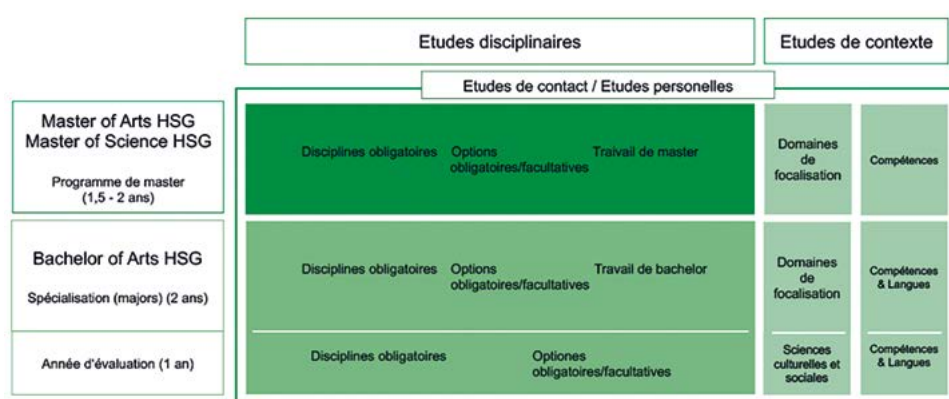 Etudes disciplinaires
Etudes de contexte
Etudes de contact / Etudes personelles
Master of Arts HSG
Master of Science HSG
Programme de master
(1,5 - 2 ans)
Disciplines obligatoires
Options
obligatoires/facultatives
Traivail de master
Domaines
de
focalisation
Compétences
Bachelor of Arts HSG
Spécialisation (majors) (2 ans)
Disciplines obligatoires
Options
obligatoires/facultatives
Travail de bachelor
Domaines
de
focalisation
Compétences
& Langues
Année d'évaluation (1 an)
Disciplines obligatoires
Optiones
obligatoires/facultatives
Sciences
culturelles et
sociales
Compétences
& Langues